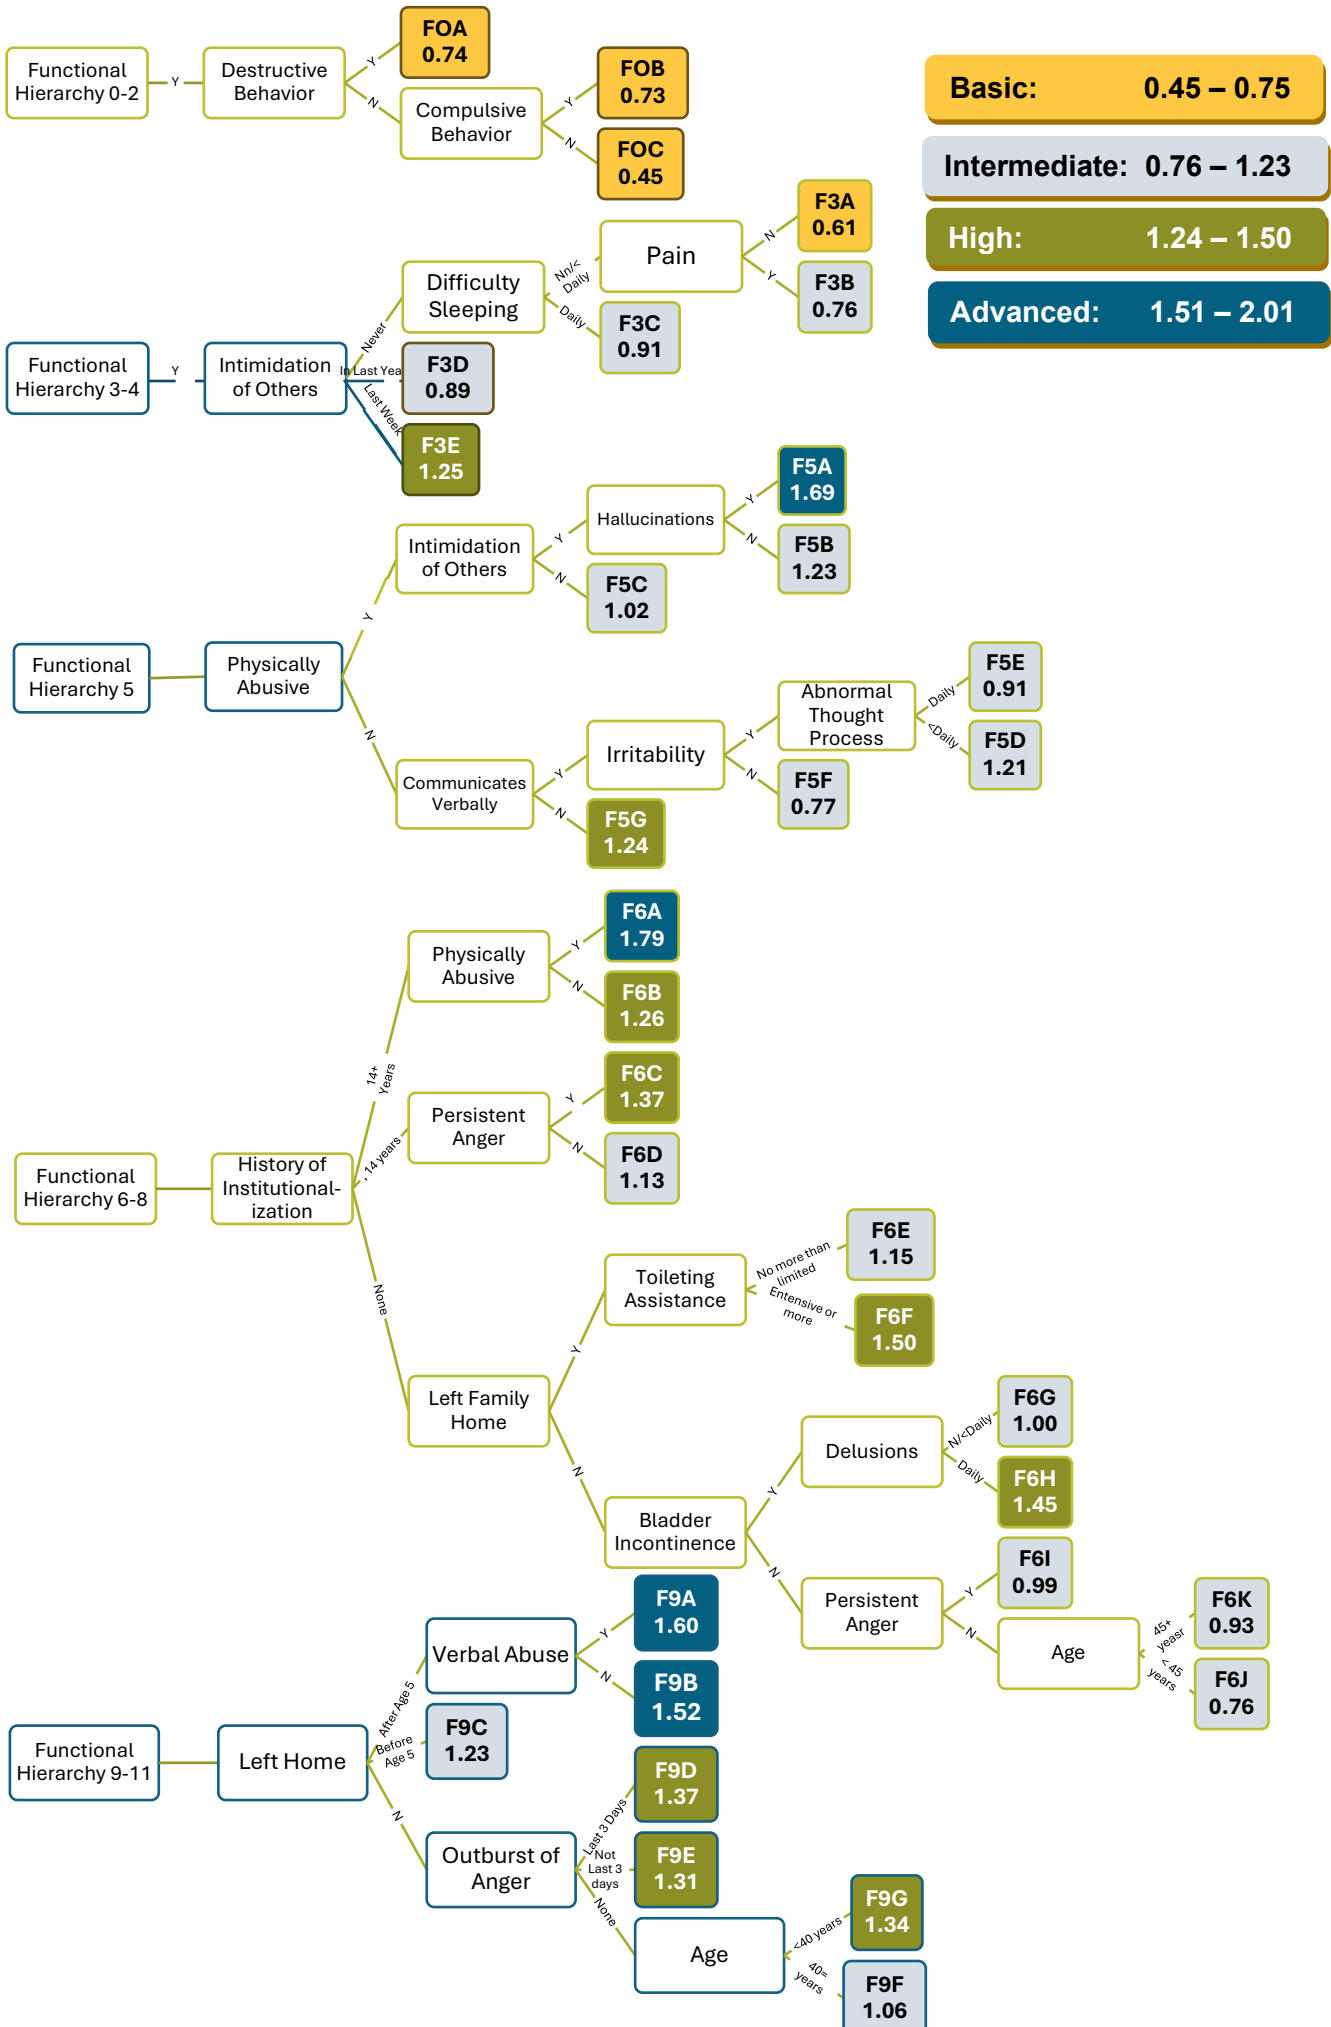 Functional
Hierarchy 0-2
Y
Destructive
Behavior
Y
FOA
0.74
N
Compulsive
Behavior
Y
FOB
0.73
N
FOC
0.45
Basic: 0.45 – 0.75
Intermediate: 0.76 – 1.23
High: 1.24 – 1.50
Advanced: 1.51 – 2.01
Functional
Hierarchy 3-4
Y
Intimidation
of Others
Never
Difficulty
Sleeping
Nn/<
Daily
Pain
N
F3A
0.61
Y
F3B
0.76
Daily
F3C
0.91
In Last Yea
F3D
0.89
Last Week
F3E
1.25
Functional
Hierarchy 5
Physically
Abusive
Y
Intimidation
of Others
Y
Hallucinations
Y
F5A
1.69
N
F5B
1.23
N
F5C
1.02
N
Communicates
Verbally
Y
Irritability
Y
Abnormal
Thought
Process
Daily
F5E
0.91
<Daily
F5D
1.21
N
F5F
0.77
N
F5G
1.24
Functional
Hierarchy 6-8
History of
Institutional-
ization
14+
Years
Physically
Abusive
Y
F6A
1.79
N
F6B
1.26
, 14 years
Persistent
Anger
Y
F6C
1.37
N
F6D
1.13
None
Left Family
Home
Y
Toileting
Assistance
No more than
limited
F6E
1.15
Entensive or
more
F6F
1.50
N
Bladder
Incontinence
Y
Delusions
N/<Daily
F6G
1.00
Daily
F6H
1.45
N
Persistent
Anger
Y
F6I
0.99
N
Age
45+
yeasr
F6K
0.93
< 45
years
F6J
0.76
Functional
Hierarchy 9-11
Left Home
After Age 5
Verbal Abuse
Y
F9A
1.60
N
F9B
1.52
Before
Age 5
F9C
1.23
N
Outburst of
Anger
Last 3 Days
F9D
1.37
Not
Last 3
days
F9E
1.31
None
Age
<40 years
F9G
1.34
40=
years
F9F
1.06